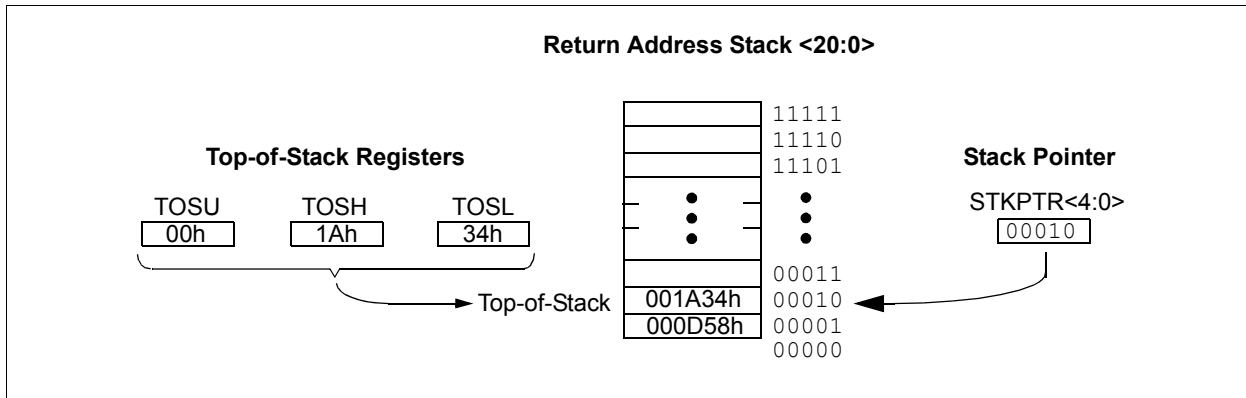 Return Address Stack <20:0>
11111
11110
Top-of-Stack Registers
11101
Stack Pointer
TOSU TOSH TOSL
STKPTR<4:0>
00h 1Ah 34h
00010
00011
Top-of-Stack 001A34h 00010
000D58h 00001
00000